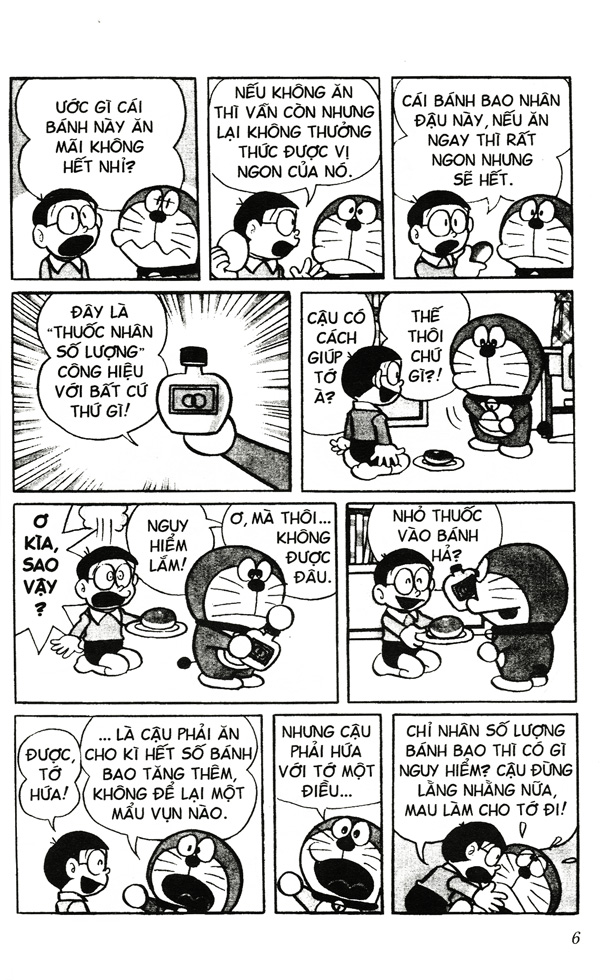 CÁI BÁNH BAO NHÂN
ĐẬU NÀY, NẾU ĂN
NGAY THÌ RẤT
NGON NHƯNG
SẼ HẾT.
NẾU KHÔNG ĂN
THÌ VẪN CÒN NHƯNG
LẠI KHÔNG THƯỞNG
THỨC ĐƯỢC VỊ
NGON CỦA NÓ.
ƯỚC GÌ CÁI
BÁNH NÀY ĂN
MÃI KHÔNG
HẾT NHỈ?
THẾ
THÔI
CHỨ
GÌ?!
CẬU CÓ
CÁCH
GIÚP
TỚ
À?
ĐÂY LÀ
“THUỐC NHÂN
SỐ LƯỢNG”
CÔNG HIỆU
VỚI BẤT CỨ
THỨ GÌ!
NHỎ THUỐC
VÀO BÁNH
HẢ?
Ơ, MÀ THÔI...
KHÔNG
ĐƯỢC
ĐÂU.
NGUY
HIỂM
LẮM!
Ơ
KÌA,
SAO
VẬY
?
CHỈ NHÂN SỐ LƯỢNG
BÁNH BAO THÌ CÓ GÌ
NGUY HIỂM? CẬU ĐỪNG
LẰNG NHẰNG NỮA,
MAU LÀM CHO TỚ ĐI!
NHƯNG CẬU
PHẢI HỨA
VỚI TỚ MỘT
ĐIỀU...
... LÀ CẬU PHẢI ĂN
CHO KÌ HẾT SỐ BÁNH
BAO TĂNG THÊM,
KHÔNG ĐỂ LẠI MỘT
MẨU VỤN NÀO.
ĐƯỢC,
TỚ
HỨA!
6